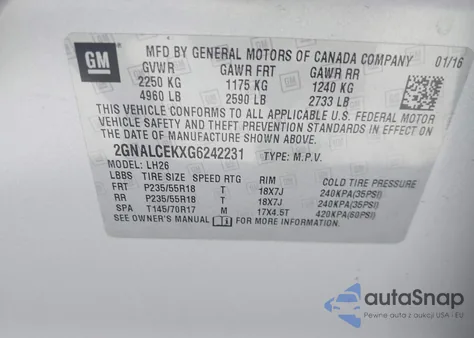 GM
MFD BY GENERAL MOTORS OF CANADA COMPANY 01/16
GVWR GAWR FRT GAWR RR
2250 KG 1175 KG 1240 KG
4960 LB 2590 LB 2733 LB
THIS VEHICLE CONFORMS TO ALL APPLICABLE U.S. FEDERAL MOTOR
VEHICLE SAFETY, BUMPER, AND THEFT PREVENTION STANDARDS IN EFFECT ON
THE DATE OF MANUFACTURE SHOWN ABOVE.
2GNALCEKXG6242231 TYPE: M.P.V.
MODEL: LH26
LBBS TIRE SIZE SPEED RTG RIM COLD TIRE PRESSURE
FRT P235/55R18 T 18X7J 240KPA(35PSI)
RR P235/55R18 T 18X7J 240KPA(35PSI)
SPA T145/70R17 M 17X4.5T 420KPA(60PSI)
SEE OWNER'S MANUAL FOR MORE INFORMATION.
autoSnap
Pewne auto z aukcji w USA i EU